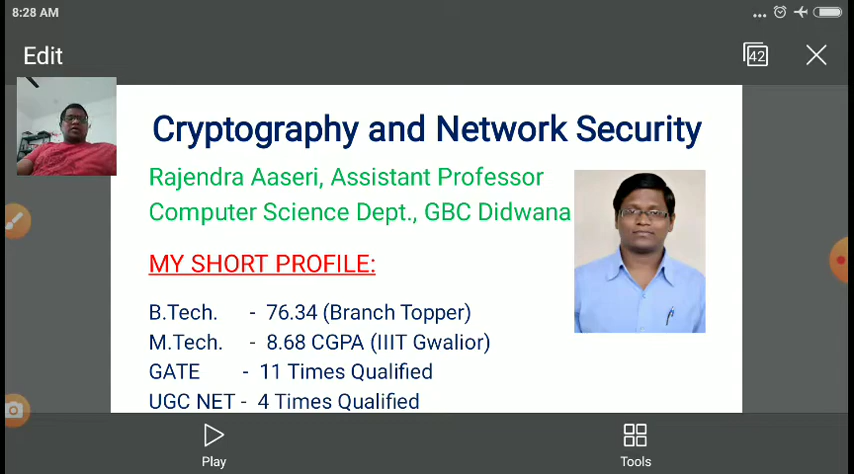 8:28 AM
Edit
42
Cryptography and Network Security
Rajendra Aaseri, Assistant Professor
Computer Science Dept., GBC Didwana
MY SHORT PROFILE:
B.Tech. - 76.34 (Branch Topper)
M.Tech. - 8.68 CGPA (IIIT Gwalior)
GATE - 11 Times Qualified
UGC NET - 4 Times Qualified
Play
Tools